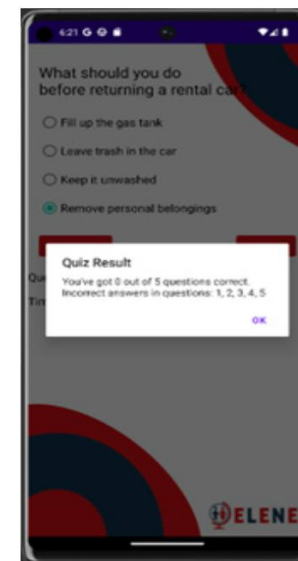 6:21 G
What should you do
before returning a rental car?
Fill up the gas tank
Leave trash in the car
Keep it unwashed
Remove personal belongings
Quiz Result
You've got 0 out of 5 questions correct.
Incorrect answers in questions: 1, 2, 3, 4, 5
Que
Tim
OK
ELENE